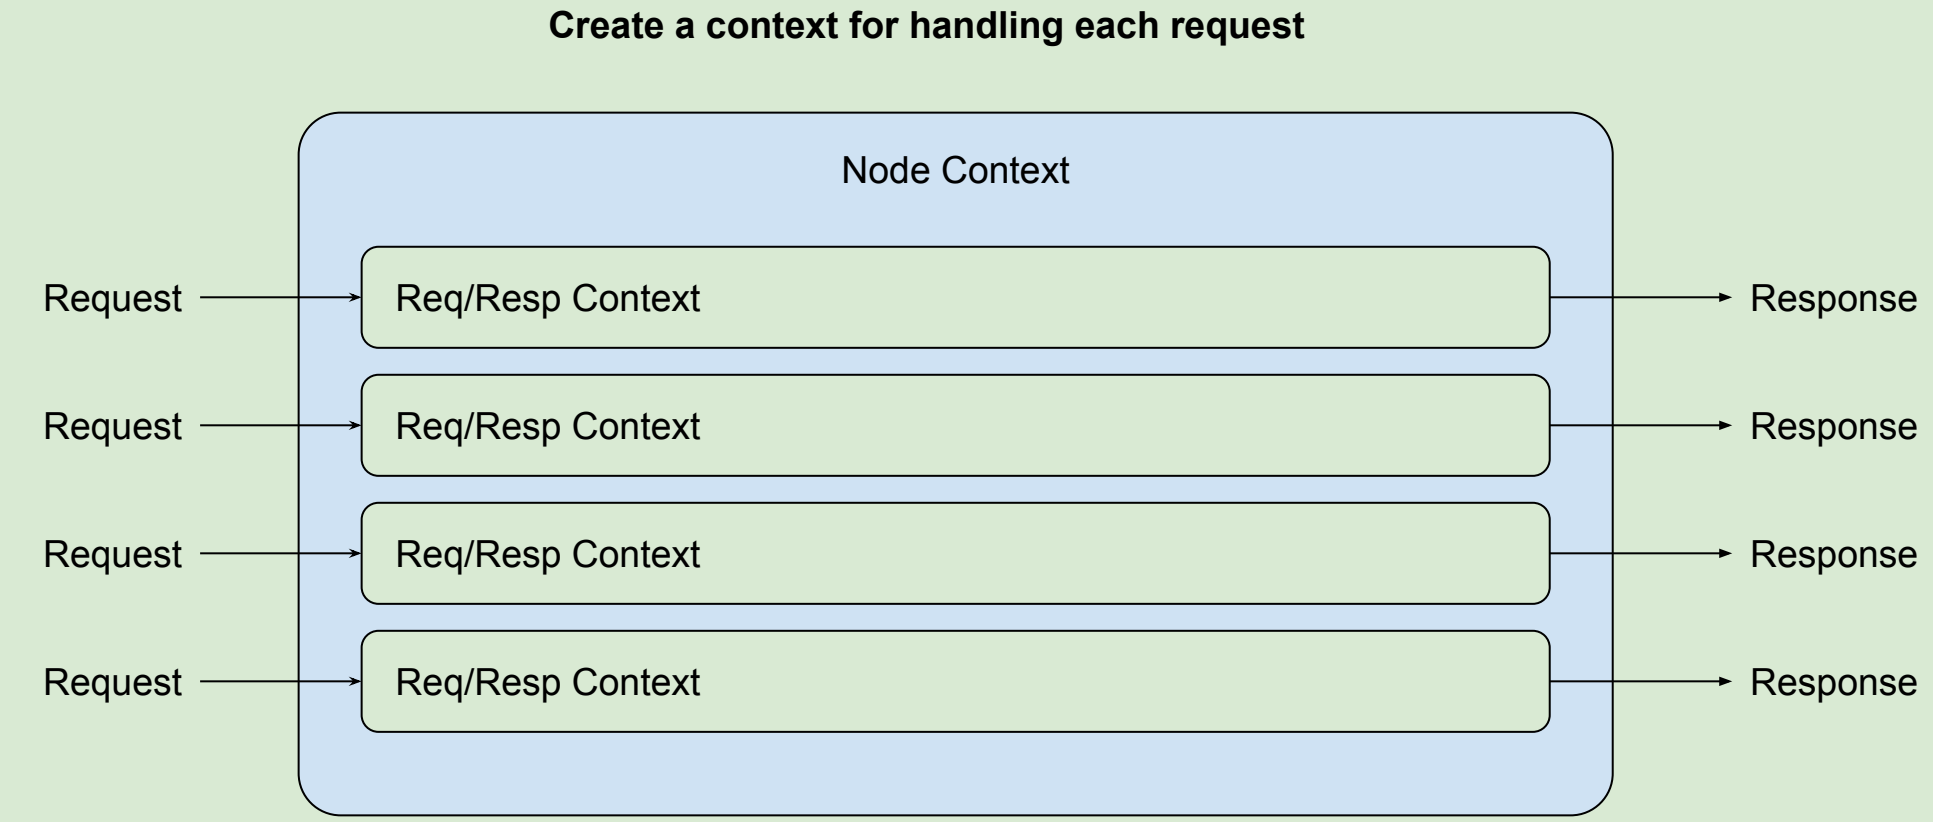 Create a context for handling each request
Node Context
Request
Req/Resp Context
Response
Request
Req/Resp Context
Response
Request
Req/Resp Context
Response
Request
Req/Resp Context
Response